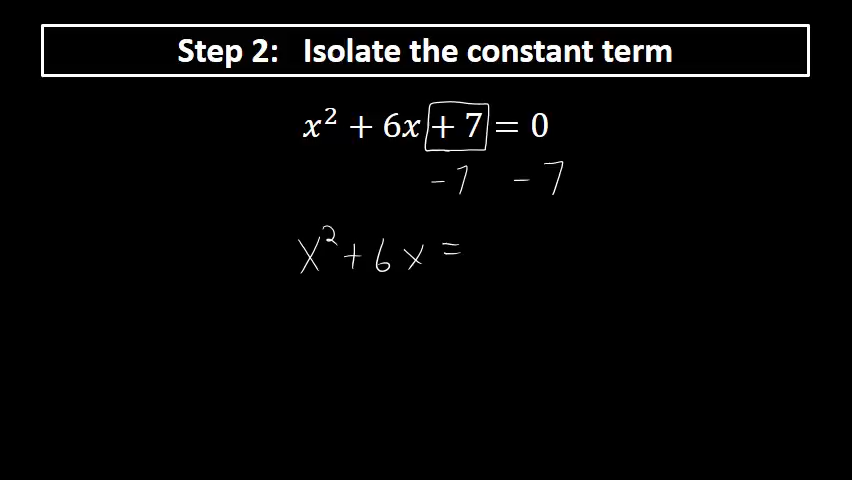 Step 2: Isolate the constant term
x² + 6x + 7 = 0
- 7 - 7
x² + 6x =